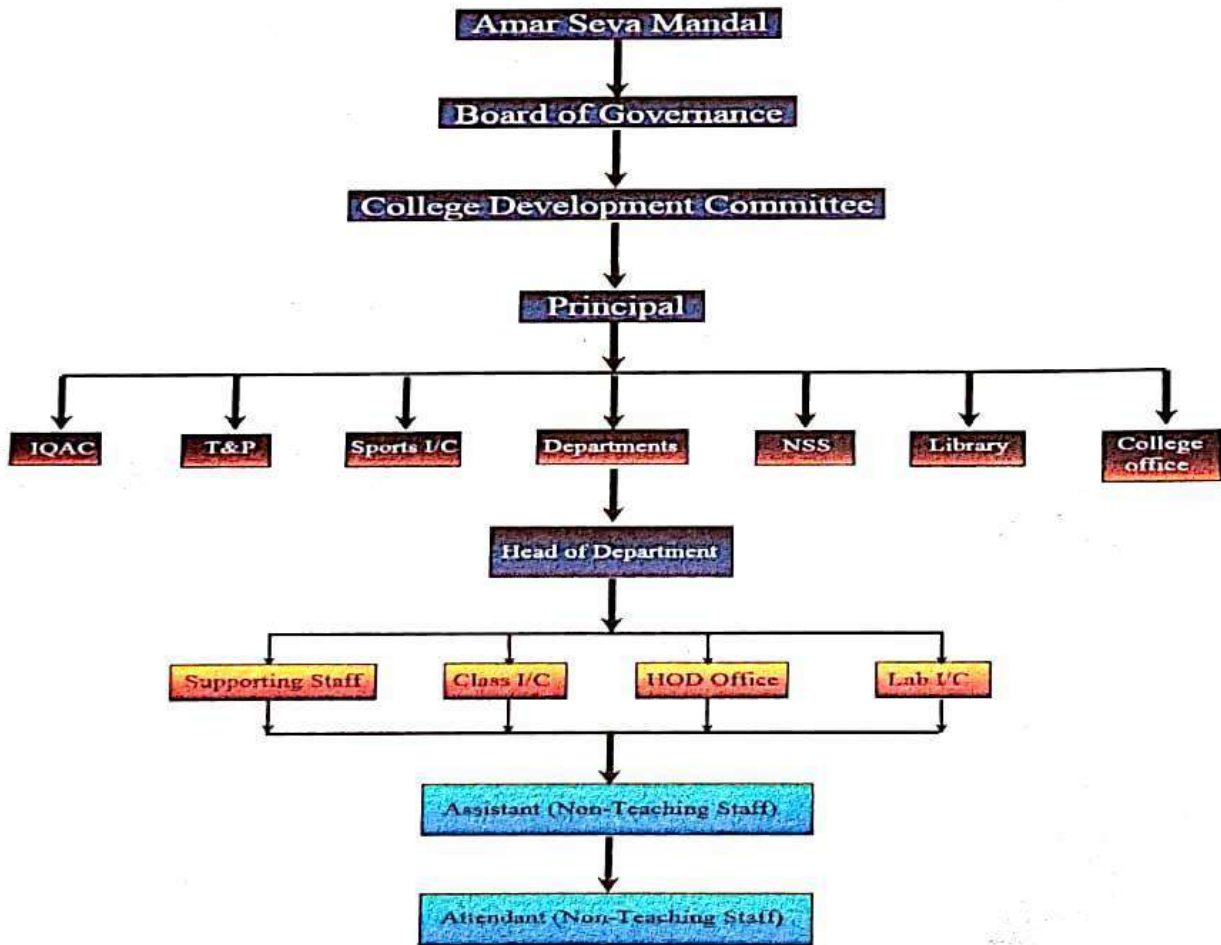 Amar Seva Mandal
Board of Governance
College Development Committee
Principal
IQAC
T&P
Sports I/C
Departments
NSS
Library
College
office
Head of Department
Supporting Staff
Class I/C
HOD Office
Lab I/C
Assistant (Non-Teaching Staff)
Attendant (Non-Teaching Staff)